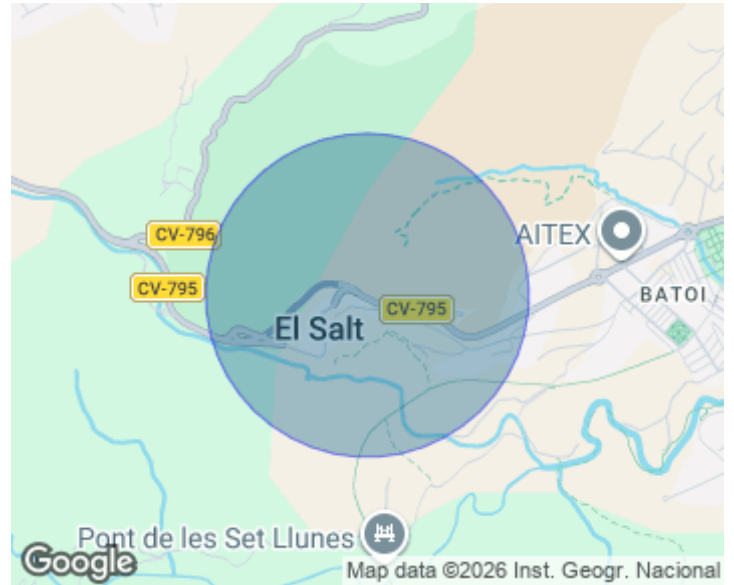 CV-796
AITEX
CV-795
BATOI
CV-795
El Salt
Pont de les Set Llunes
Google
Map data ©2026 Inst. Geogr. Nacional